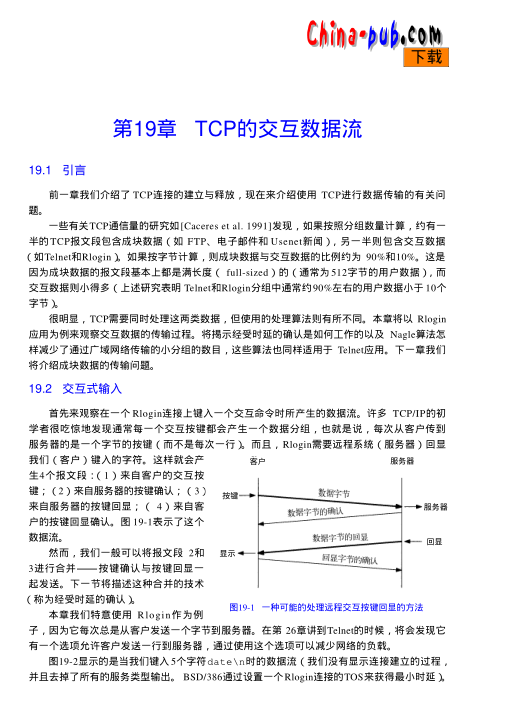 China-pub.com
下载
第19章 TCP的交互数据流
19.1 引言
前一章我们介绍了TCP连接的建立与释放，现在来介绍使用 TCP进行数据传输的有关问
题。
一些有关TCP通信量的研究如[Caceres et al. 1991]发现，如果按照分组数量计算，约有一
半的TCP报文段包含成块数据（如 FTP、电子邮件和 Usenet新闻），另一半则包含交互数据
（如Telnet和Rlogin）。如果按字节计算，则成块数据与交互数据的比例约为 90%和10%。这是
因为成块数据的报文段基本上都是满长度（ full-sized）的（通常为512字节的用户数据），而
交互数据则小得多（上述研究表明 Telnet和Rlogin分组中通常约90%左右的用户数据小于 10个
字节）。
很明显，TCP需要同时处理这两类数据，但使用的处理算法则有所不同。本章将以 Rlogin
应用为例来观察交互数据的传输过程。将揭示经受时延的确认是如何工作的以及 Nagle算法怎
样减少了通过广域网络传输的小分组的数目，这些算法也同样适用于 Telnet应用。下一章我们
将介绍成块数据的传输问题。
19.2 交互式输入
首先来观察在一个 Rlogin连接上键入一个交互命令时所产生的数据流。许多 TCP/IP的初
学者很吃惊地发现通常每一个交互按键都会产生一个数据分组，也就是说，每次从客户传到
服务器的是一个字节的按键（而不是每次一行）。而且，Rlogin需要远程系统（服务器）回显
我们（客户）键入的字符。这样就会产
生4个报文段：（1）来自客户的交互按
键；（2）来自服务器的按键确认；（3）
来自服务器的按键回显；（ 4）来自客
户的按键回显确认。图 19-1表示了这个
数据流。
然而，我们一般可以将报文段 2和
3进行合并——按键确认与按键回显一
起发送。下一节将描述这种合并的技术
（称为经受时延的确认）。
本章我们特意使用 Rlogin作为例
客户
服务器
按键
数据字节
服务器
数据字节的确认
数据字节的回显
回显
显示
回显字节的确认
图19-1 一种可能的处理远程交互按键回显的方法
子，因为它每次总是从客户发送一个字节到服务器。在第 26章讲到Telnet的时候，将会发现它
有一个选项允许客户发送一行到服务器，通过使用这个选项可以减少网络的负载。
图19-2显示的是当我们键入 5个字符date\n时的数据流（我们没有显示连接建立的过程，
并且去掉了所有的服务类型输出。 BSD/386通过设置一个Rlogin连接的TOS来获得最小时延）。